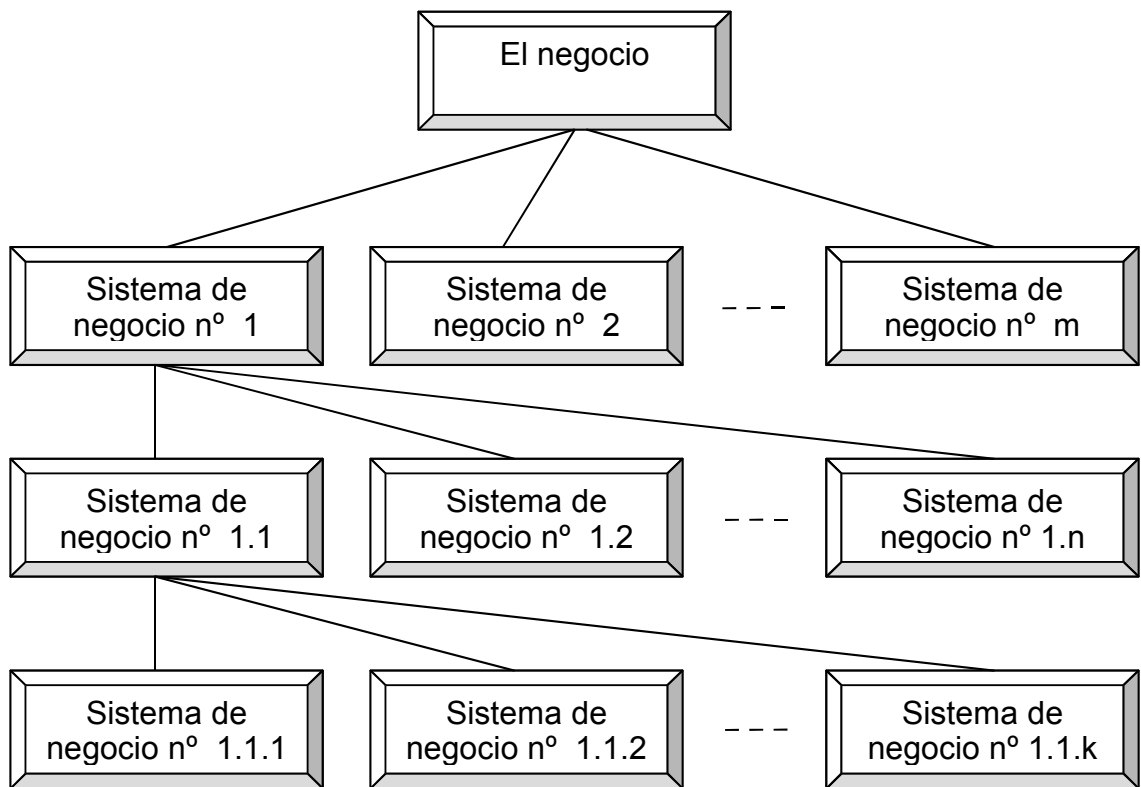 El negocio
Sistema de
negocio nº 1
Sistema de
negocio nº 2
Sistema de
negocio nº m
Sistema de
negocio nº 1.1
Sistema de
negocio nº 1.2
Sistema de
negocio nº 1.n
Sistema de
negocio nº 1.1.1
Sistema de
negocio nº 1.1.2
Sistema de
negocio nº 1.1.k